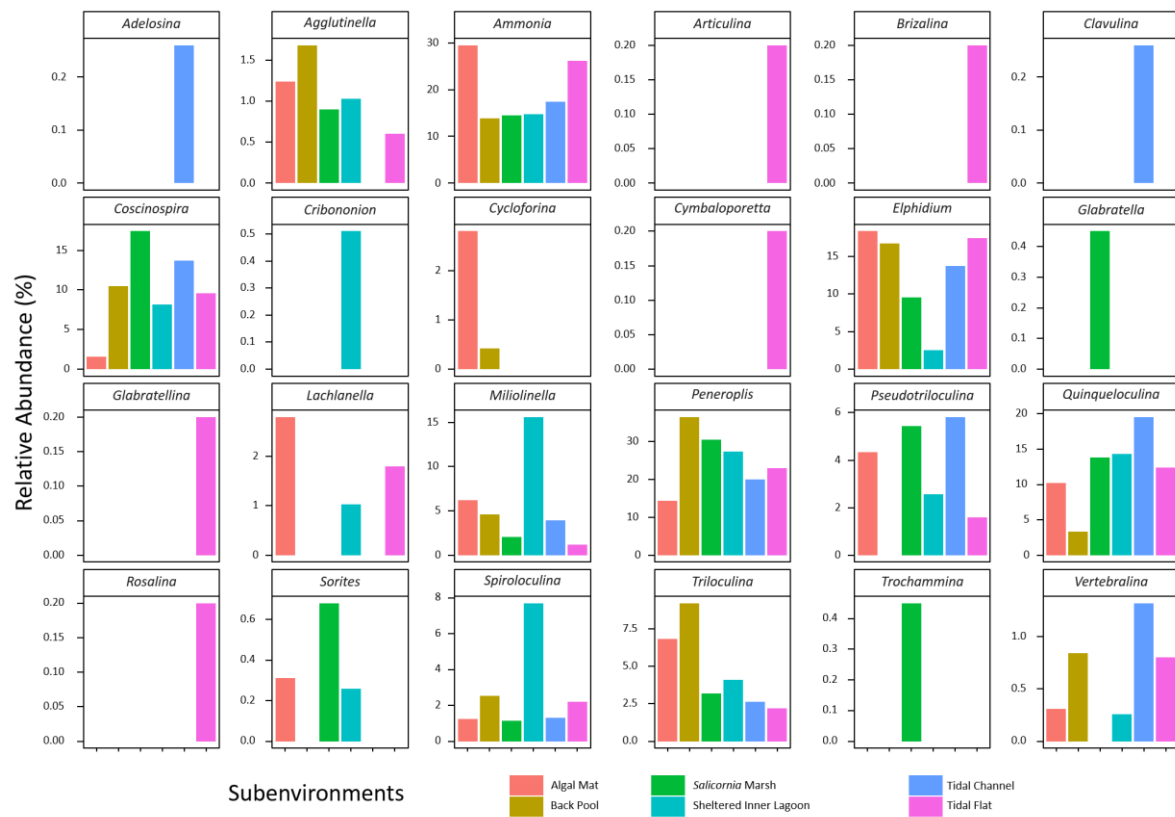 Adelosina Agglutinella Ammonia Articulina Brizalina Clavulina
0.2 0.1 0.0
1.5 1.0 0.5 0.0
30 20 10 0
0.20 0.15 0.10 0.05 0.00
0.20 0.15 0.10 0.05 0.00
0.2 0.1 0.0
Coscinospira Cribononion Cycloforina Cymbaloporetta Elphidium Glabratella
15 10 5 0
0.5 0.4 0.3 0.2 0.1 0.0
2 1 0
0.20 0.15 0.10 0.05 0.00
15 10 5 0
0.4 0.3 0.2 0.1 0.0
Relative Abundance (%)
Glabratellina Lachlanella Miliolinella Peneroplis Pseudotriloculina Quinqueloculina
0.20 0.15 0.10 0.05 0.00
2 1 0
15 10 5 0
30 20 10 0
6 4 2 0
20 15 10 5 0
Rosalina Sorites Spiroloculina Triloculina Trochammina Vertebralina
0.20 0.15 0.10 0.05 0.00
0.6 0.4 0.2 0.0
8 6 4 2 0
7.5 5.0 2.5 0.0
0.4 0.3 0.2 0.1 0.0
1.0 0.5 0.0
Subenvironments
Algal Mat Salicornia Marsh Tidal Channel
Back Pool Sheltered Inner Lagoon Tidal Flat